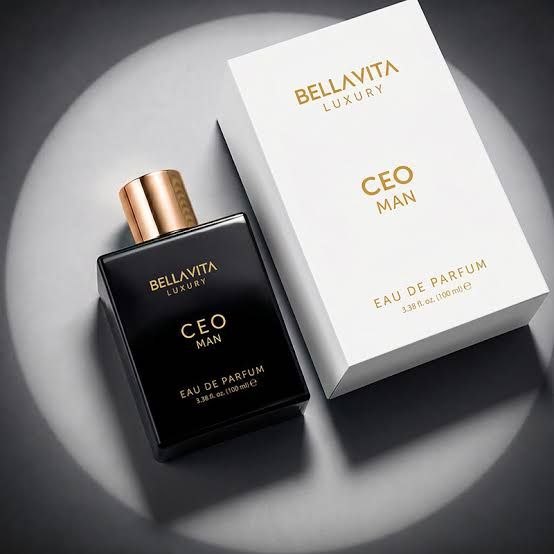 BELLAVITA
LUXURY
CEO
MAN
EAU DE PARFUM
3.38 fl. oz. (100 ml) ℮
BELLAVITA
LUXURY
CEO
MAN
EAU DE PARFUM
3.38 fl. oz. (100 ml) ℮